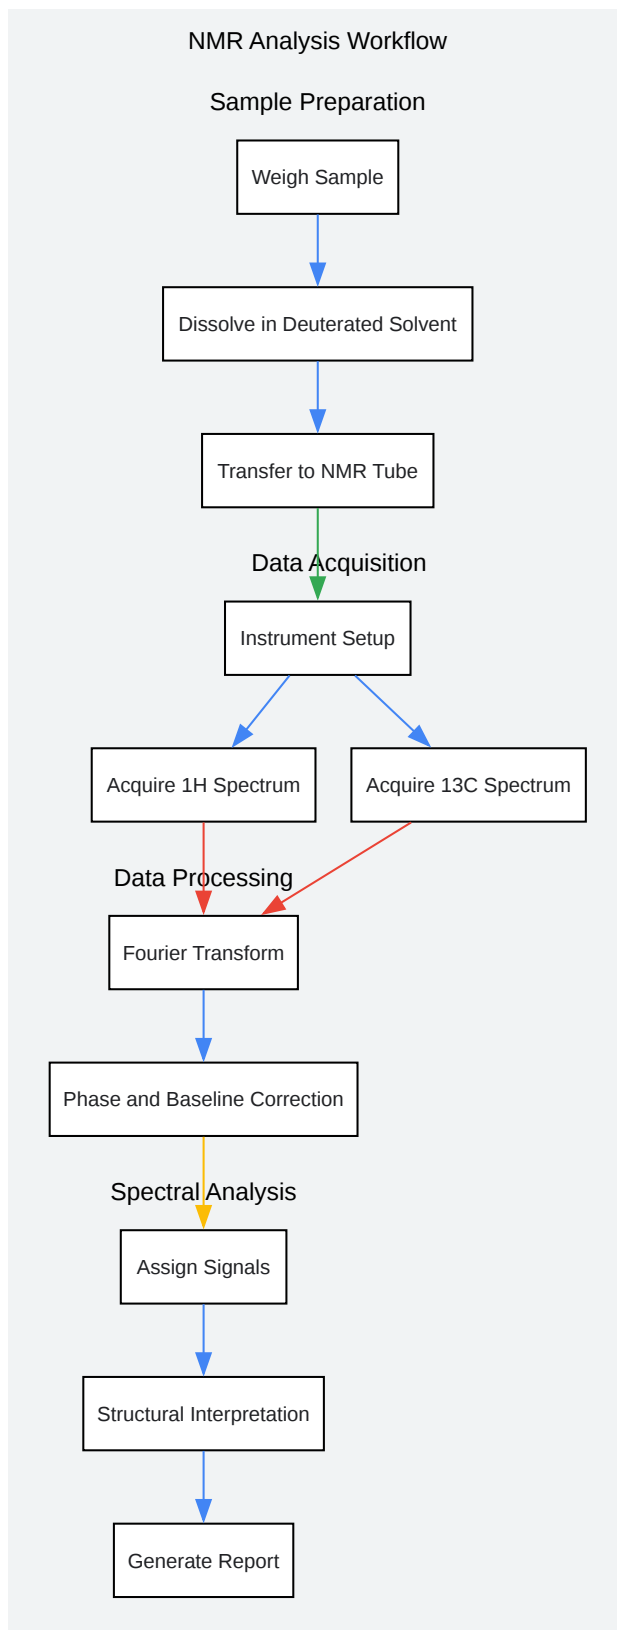 NMR Analysis Workflow
Sample Preparation
Weigh Sample
Dissolve in Deuterated Solvent
Transfer to NMR Tube
Data Acquisition
Instrument Setup
Acquire 1H Spectrum
Acquire 13C Spectrum
Data Processing
Fourier Transform
Phase and Baseline Correction
Spectral Analysis
Assign Signals
Structural Interpretation
Generate Report